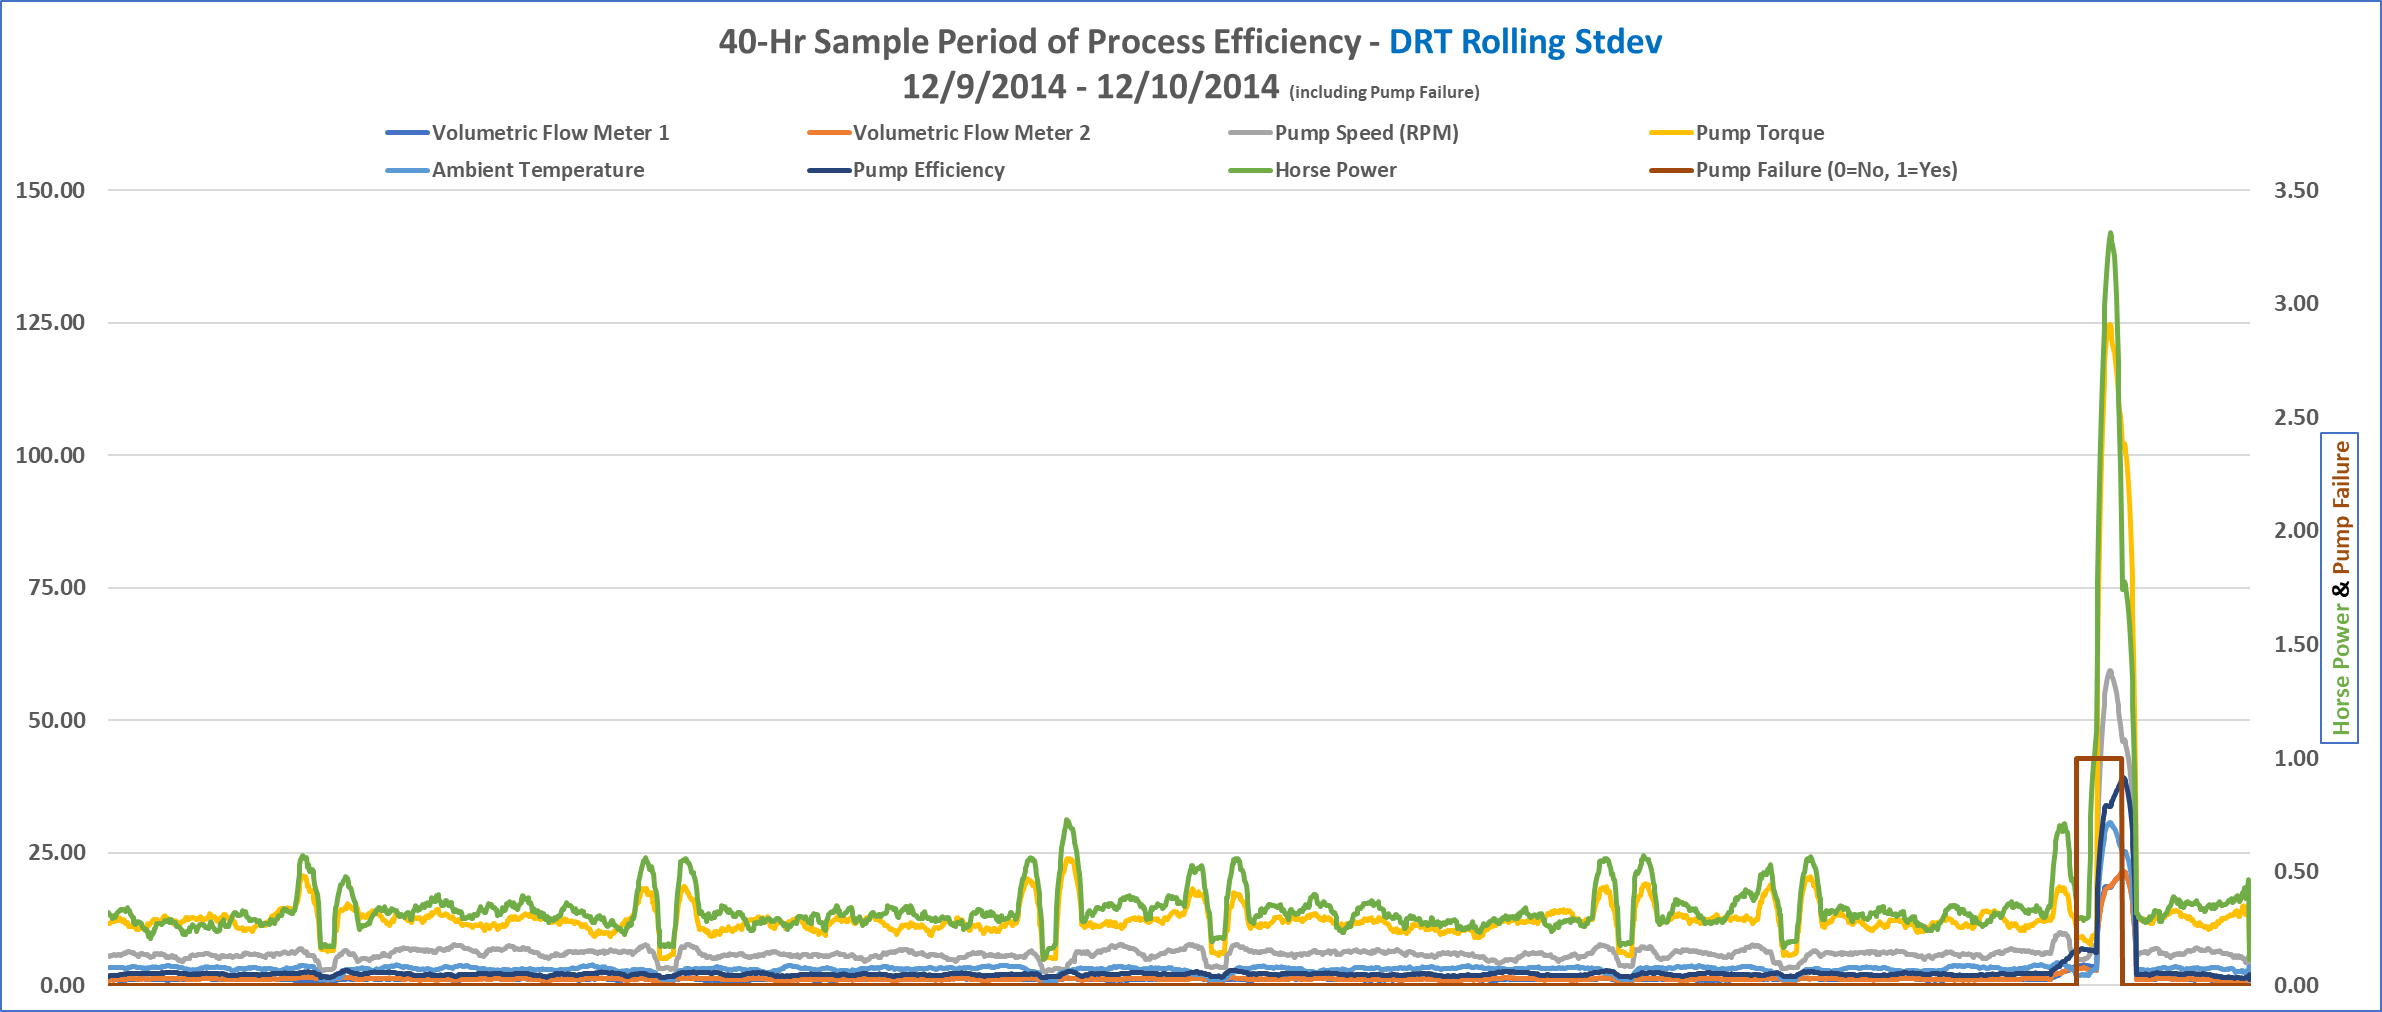 40-Hr Sample Period of Process Efficiency - DRT Rolling Stdev
12/9/2014 - 12/10/2014 (including Pump Failure)
Volumetric Flow Meter 1
Volumetric Flow Meter 2
Pump Speed (RPM)
Pump Torque
Ambient Temperature
Pump Efficiency
Horse Power
Pump Failure (0=No, 1=Yes)
150.00
125.00
100.00
75.00
50.00
25.00
0.00
3.50
3.00
2.50
2.00
1.50
1.00
0.50
0.00
Horse Power & Pump Failure